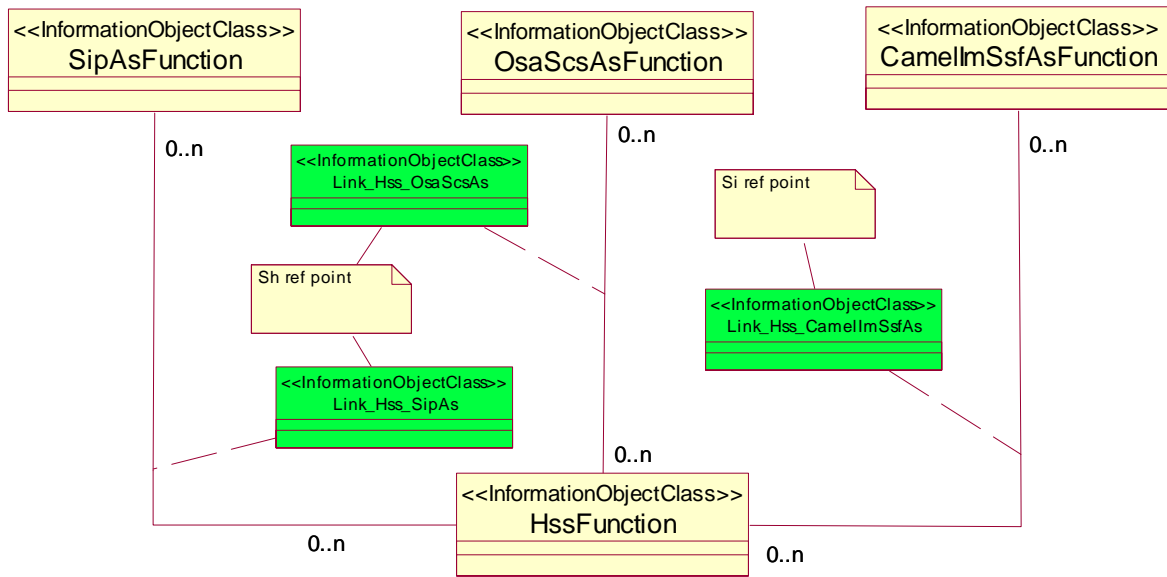 <<InformationObjectClass>>
SipAsFunction
<<InformationObjectClass>>
OsaScsAsFunction
<<InformationObjectClass>>
CamelImSsfAsFunction
0..n
0..n
0..n
<<InformationObjectClass>>
Link_Hss_OsaScsAs
Si ref point
Sh ref point
<<InformationObjectClass>>
Link_Hss_CamelImSsfAs
<<InformationObjectClass>>
Link_Hss_SipAs
0..n
<<InformationObjectClass>>
HssFunction
0..n
0..n